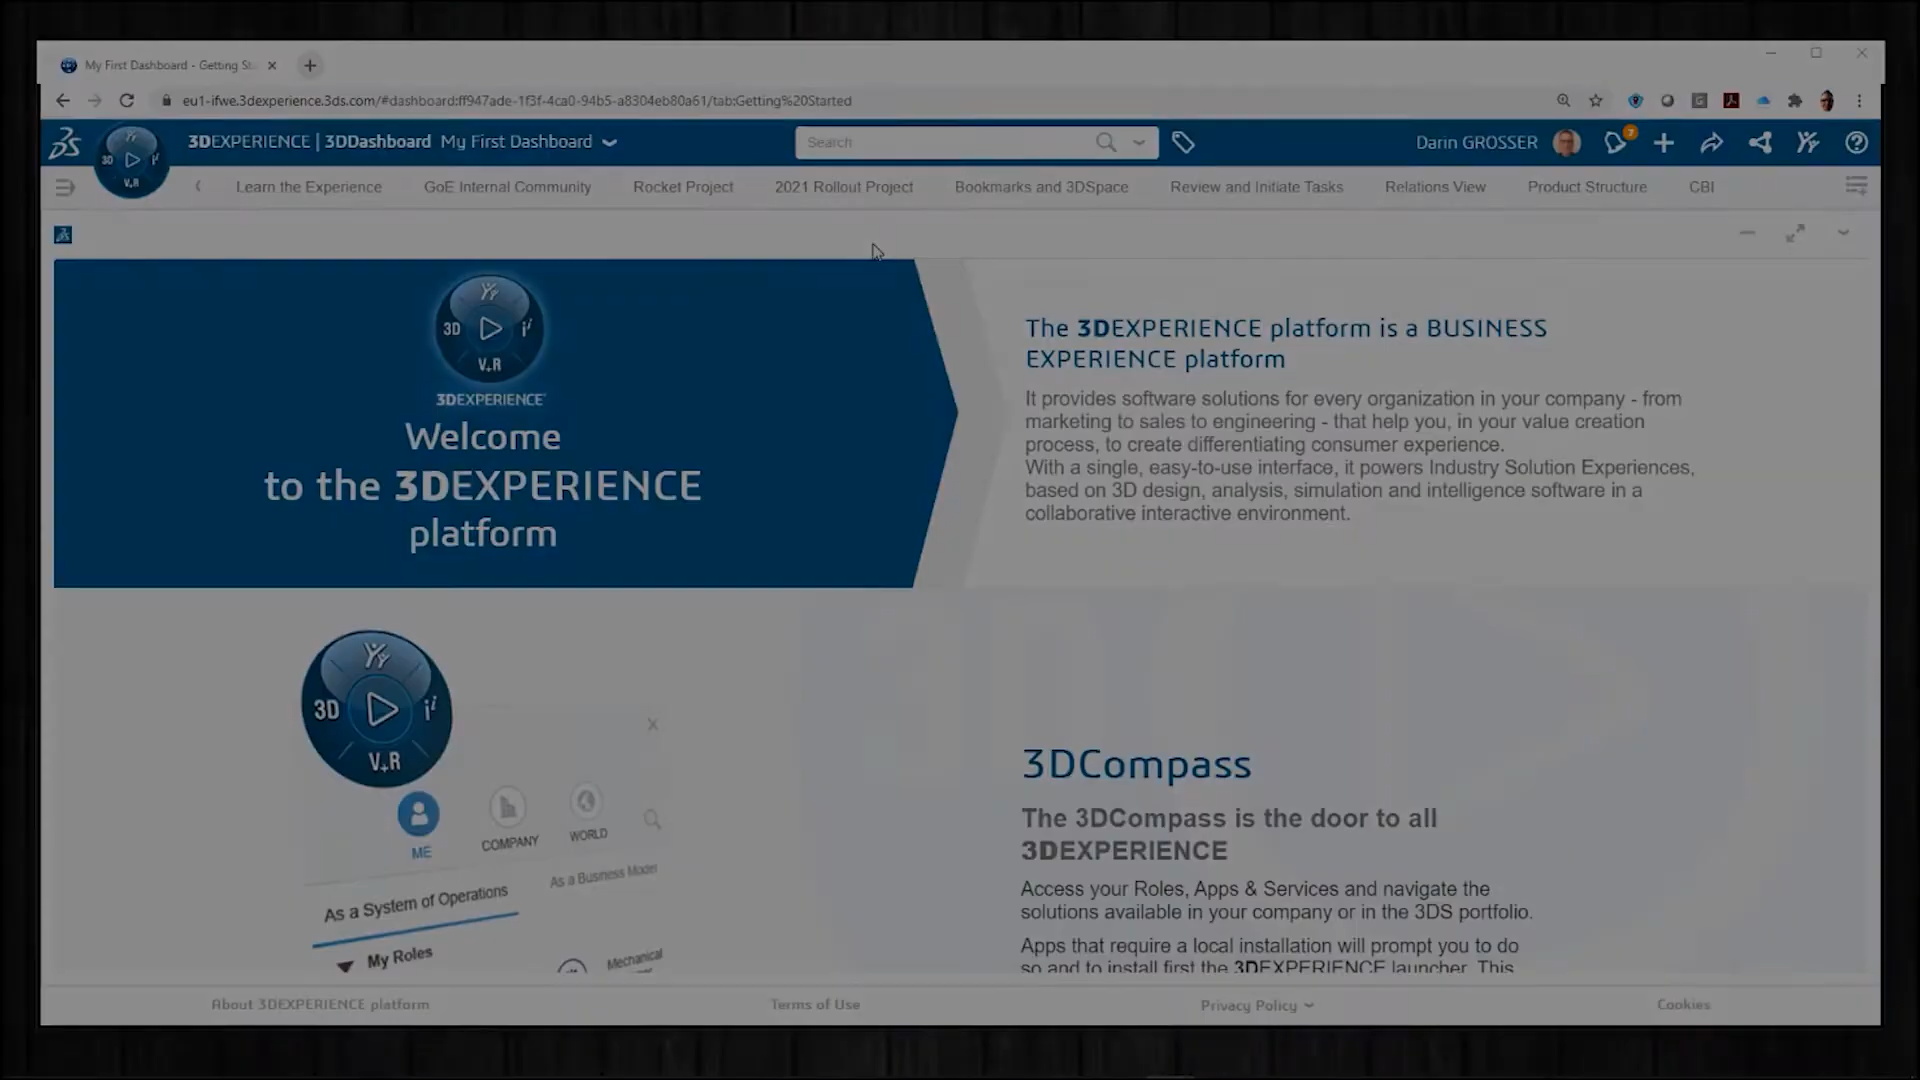 My First Dashboard - Getting St
eu1-ifwe.3dexperience.3ds.com/#dashboard:ff947ade-1f3f-4ca0-94b5-a8304eb80a61/tab:Getting%20Started
3DEXPERIENCE | 3DDashboard My First Dashboard
Search
Darin GROSSER
7
3D
V+R
Learn the Experience
GoE Internal Community
Rocket Project
2021 Rollout Project
Bookmarks and 3DSpace
Review and Initiate Tasks
Relations View
Product Structure
CBI
3D
V+R
3DEXPERIENCE
Welcome
to the 3DEXPERIENCE
platform
The 3DEXPERIENCE platform is a BUSINESS
EXPERIENCE platform
It provides software solutions for every organization in your company - from
marketing to sales to engineering - that help you, in your value creation
process, to create differentiating consumer experience.
With a single, easy-to-use interface, it powers Industry Solution Experiences,
based on 3D design, analysis, simulation and intelligence software in a
collaborative interactive environment.
3D
V+R
ME
COMPANY
WORLD
As a System of Operations
As a Business Model
My Roles
Mechanical
3DCompass
The 3DCompass is the door to all
3DEXPERIENCE
Access your Roles, Apps & Services and navigate the
solutions available in your company or in the 3DS portfolio.
Apps that require a local installation will prompt you to do
so and to install first the 3DEXPERIENCE launcher. This
About 3DEXPERIENCE platform
Terms of Use
Privacy Policy
Cookies